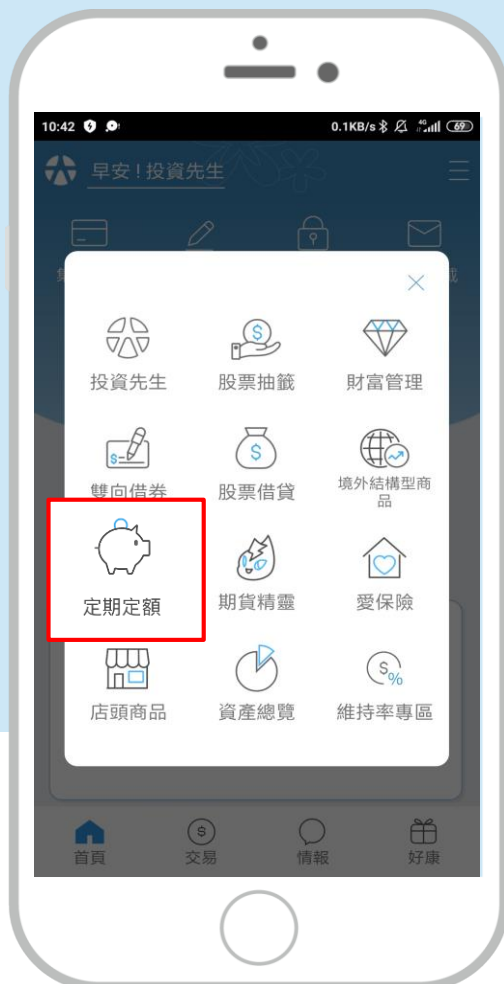 10:42
0.1KB/s 4G 69
早安!投資先生
投資先生
股票抽籤
財富管理
雙向借券
股票借貸
境外結構型商
品
定期定額
期貨精靈
愛保險
店頭商品
資產總覽
維持率專區
首頁
交易
情報
好康